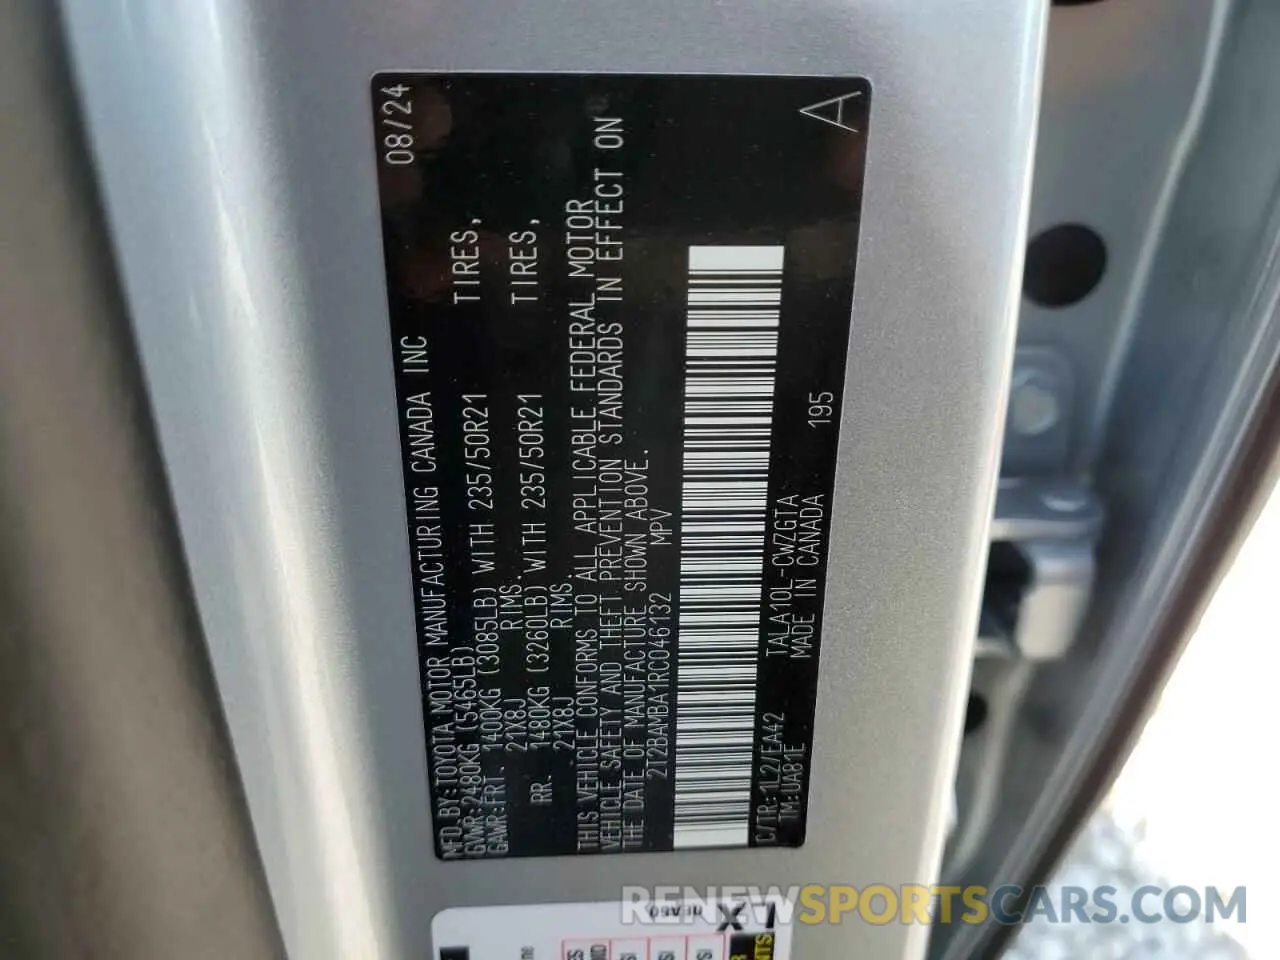 MFD. BY:TOYOTA MOTOR MANUFACTURING CANADA INC 08/24
GVWR:2480KG (5465LB)
GAWR:FRT. 1400KG (3085LB) WITH 235/50R21 TIRES,
21X8J RIMS.
RR. 1480KG (3260LB) WITH 235/50R21 TIRES,
21X8J RIMS.
THIS VEHICLE CONFORMS TO ALL APPLICABLE FEDERAL MOTOR
VEHICLE SAFETY AND THEFT PREVENTION STANDARDS IN EFFECT ON
THE DATE OF MANUFACTURE SHOWN ABOVE.
2T2BAMBA1RC046132 MPV
C/TR:1L2/EA42 TALA10L-CWZGTA 195
TM:UA81E MADE IN CANADA
A
RENEWSPORTSCARS.COM